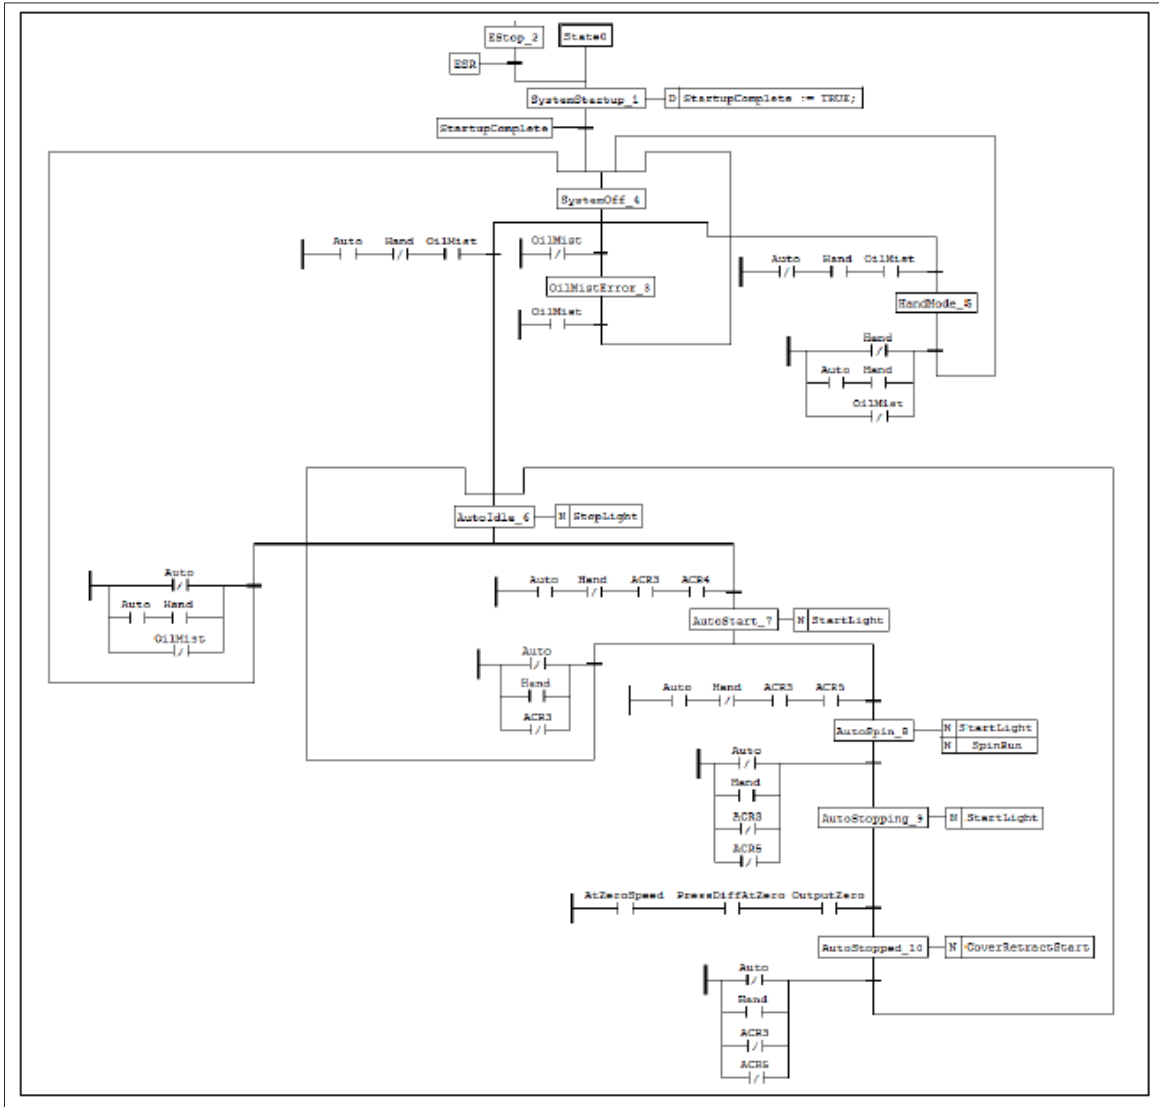 EStop_2 State0
ESR
SystemStartup_1 D StartupComplete := TRUE;
StartupComplete
SystemOff_4
Auto Hand OilMist
OilMist
Auto Hand OilMist
OilMistError_3
HandMode_5
OilMist
Hand
Auto Hand
OilMist
AutoIdle_6 N StopLight
Auto
Auto Hand
OilMist
Auto Hand ACR3 ACR4
AutoStart_7 N StartLight
Auto
Hand
ACR3
Auto Hand ACR3 ACR5
AutoSpin_8 N StartLight
N SpinRun
Auto
Hand
ACR3
ACR5
AutoStopping_9 N StartLight
AtZeroSpeed PressDiffAtZero OutputZero
AutoStopped_10 N CoverRetractStart
Auto
Hand
ACR3
ACR5